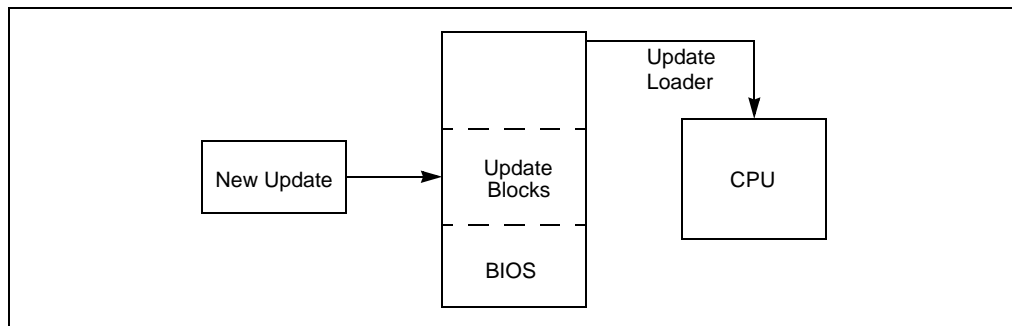 Update
Loader
New Update
Update
Blocks
CPU
BIOS